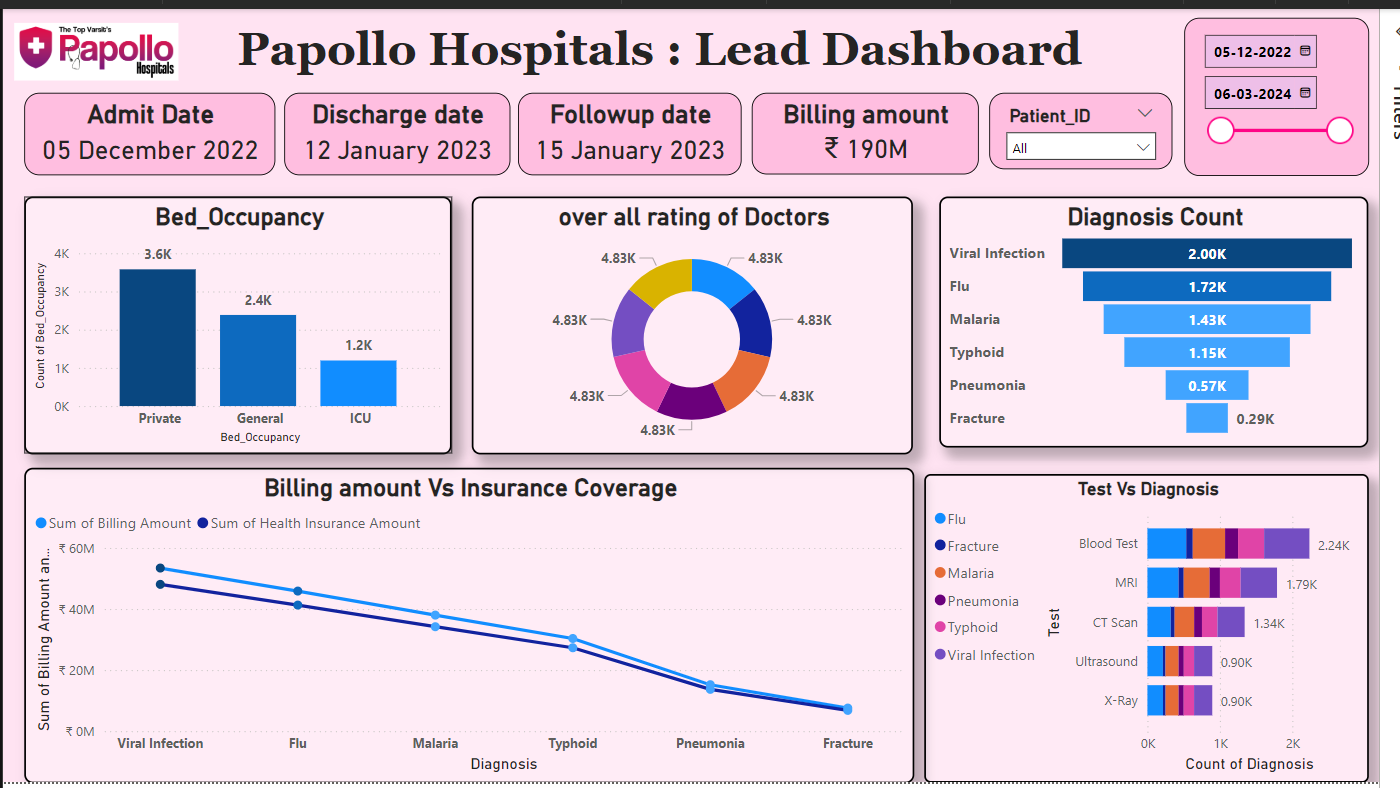 The Top Varsit's
Papollo
Hospitals
Papollo Hospitals : Lead Dashboard
05-12-2022
06-03-2024
Filters
Admit Date
05 December 2022
Discharge date
12 January 2023
Followup date
15 January 2023
Billing amount
₹ 190M
Patient_ID
All
Bed_Occupancy
Count of Bed_Occupancy
4K
3K
2K
1K
0K
3.6K
2.4K
1.2K
Private General ICU
Bed_Occupancy
over all rating of Doctors
4.83K 4.83K
4.83K 4.83K
4.83K 4.83K
4.83K
Diagnosis Count
Viral Infection 2.00K
Flu 1.72K
Malaria 1.43K
Typhoid 1.15K
Pneumonia 0.57K
Fracture 0.29K
Billing amount Vs Insurance Coverage
Sum of Billing Amount Sum of Health Insurance Amount
Sum of Billing Amount an...
₹ 60M
₹ 40M
₹ 20M
₹ 0M
Viral Infection Flu Malaria Typhoid Pneumonia Fracture
Diagnosis
Test Vs Diagnosis
Flu
Fracture
Malaria
Pneumonia
Typhoid
Viral Infection
Test
Blood Test 2.24K
MRI 1.79K
CT Scan 1.34K
Ultrasound 0.90K
X-Ray 0.90K
0K 1K 2K
Count of Diagnosis